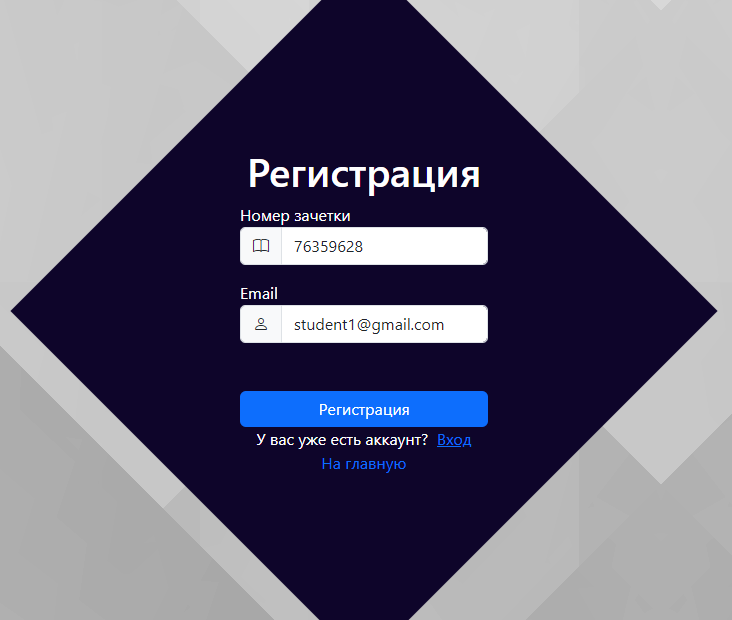 Регистрация
Номер зачетки
76359628
Email
student1@gmail.com
Регистрация
У вас уже есть аккаунт? Вход
На главную